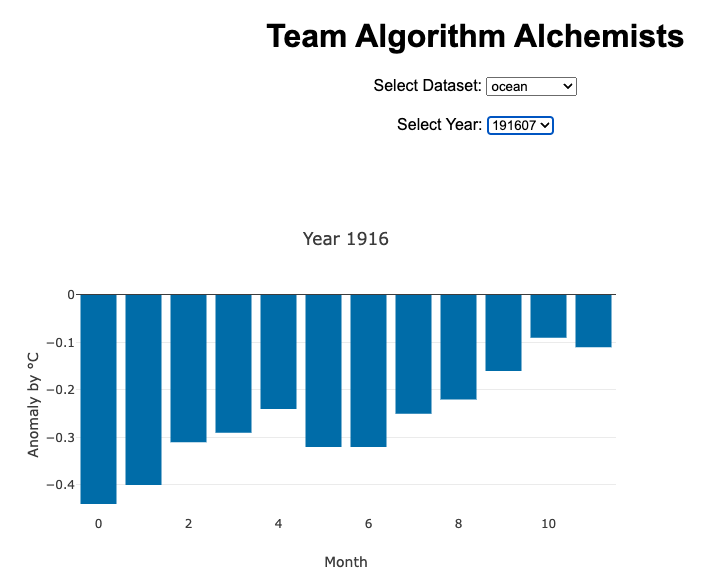 Team Algorithm Alchemists
Select Dataset: ocean
Select Year: 191607
Year 1916
0
−0.1
−0.2
−0.3
−0.4
Anomaly by °C
0 2 4 6 8 10
Month